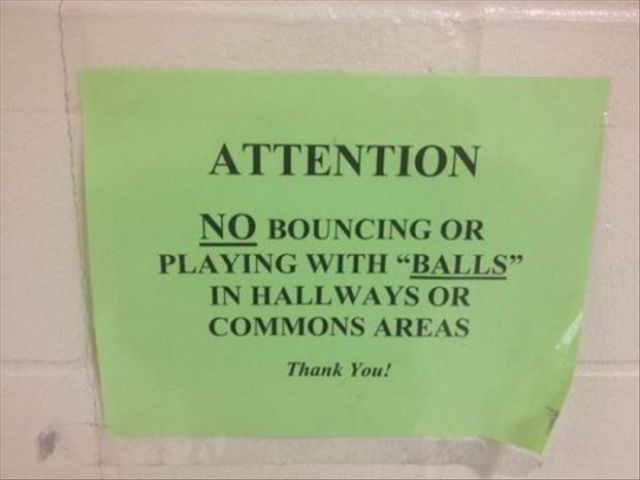 ATTENTION
NO BOUNCING OR
PLAYING WITH “BALLS”
IN HALLWAYS OR
COMMONS AREAS
Thank You!